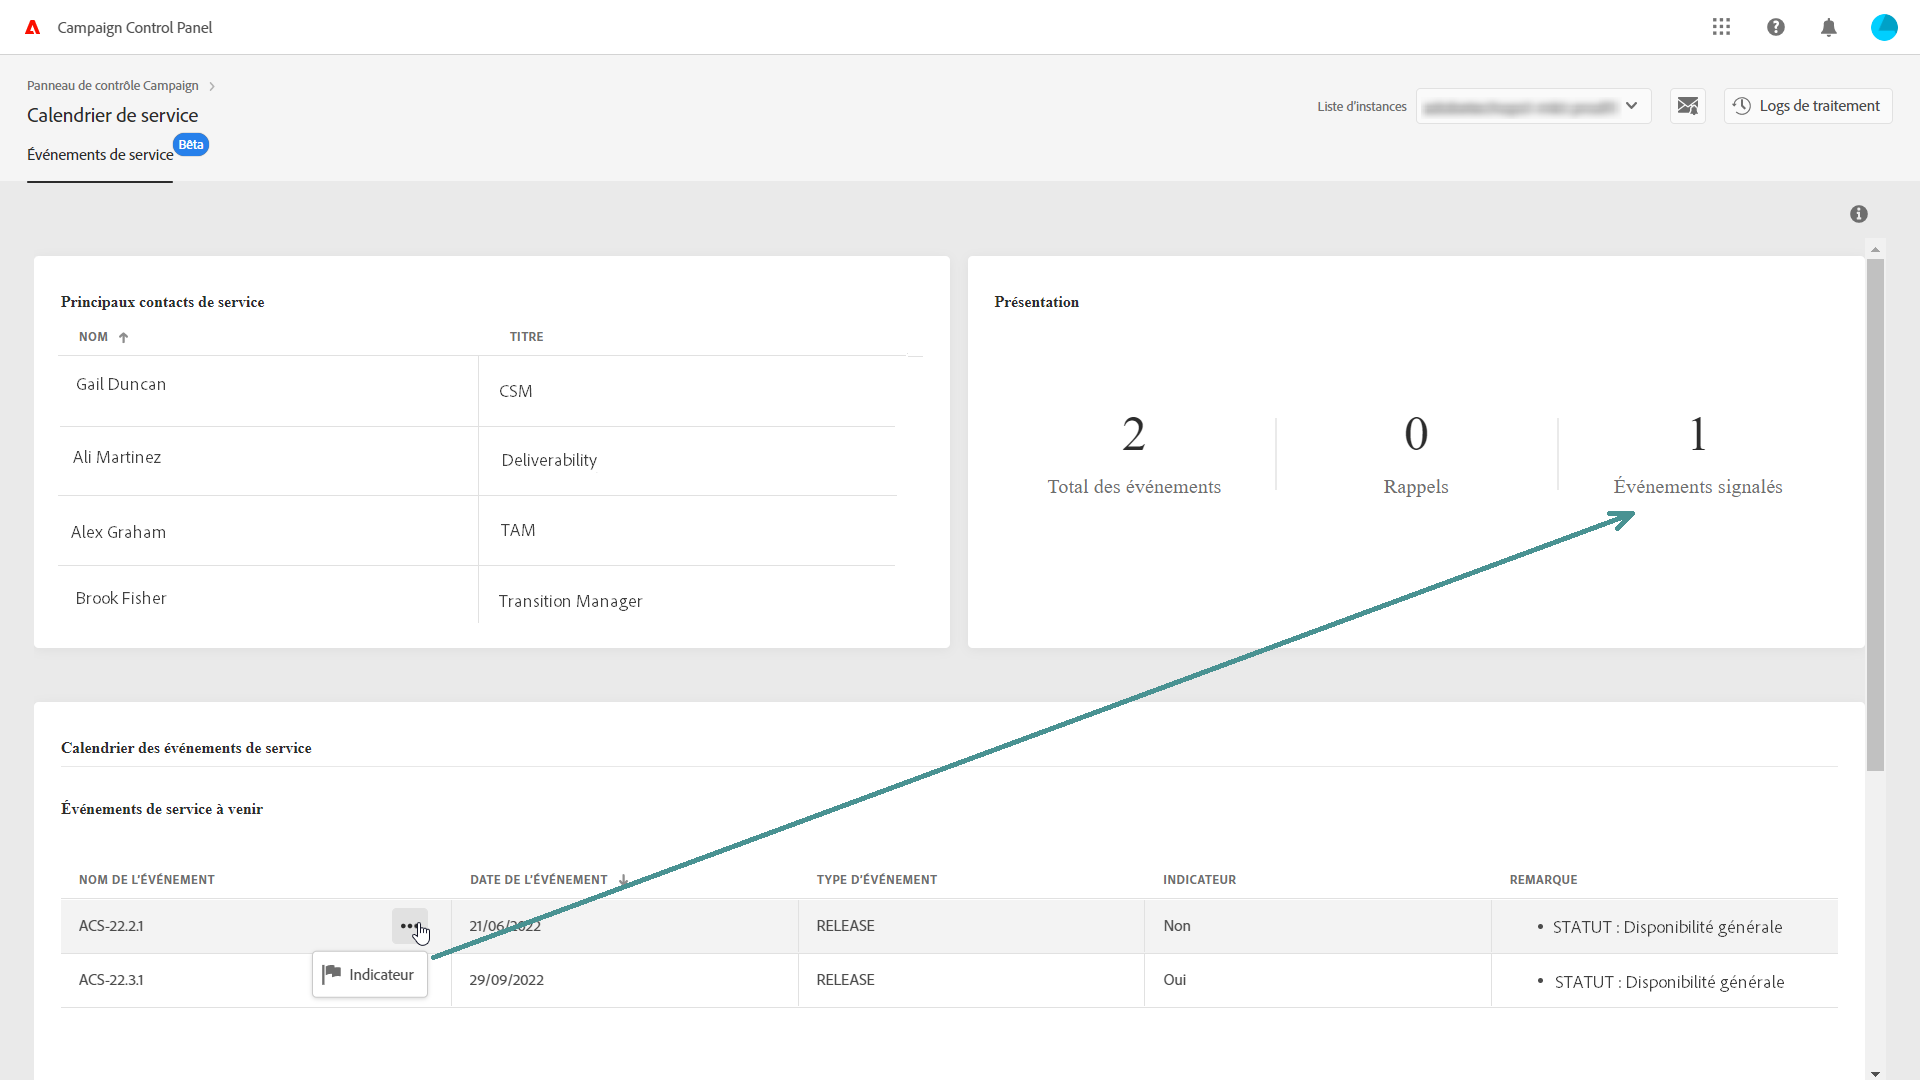 Campaign Control Panel
Panneau de contrôle Campaign
Calendrier de service
Liste d'instances
Logs de traitement
Événements de service
Bêta
Principaux contacts de service
NOM
TITRE
Gail Duncan
CSM
Ali Martinez
Deliverability
Alex Graham
TAM
Brook Fisher
Transition Manager
Présentation
2
0
1
Total des événements
Rappels
Événements signalés
Calendrier des événements de service
Événements de service à venir
NOM DE L'ÉVÉNEMENT
DATE DE L'ÉVÉNEMENT
TYPE D'ÉVÉNEMENT
INDICATEUR
REMARQUE
ACS-22.2.1
21/06/2022
RELEASE
Non
• STATUT : Disponibilité générale
Indicateur
ACS-22.3.1
29/09/2022
RELEASE
Oui
• STATUT : Disponibilité générale